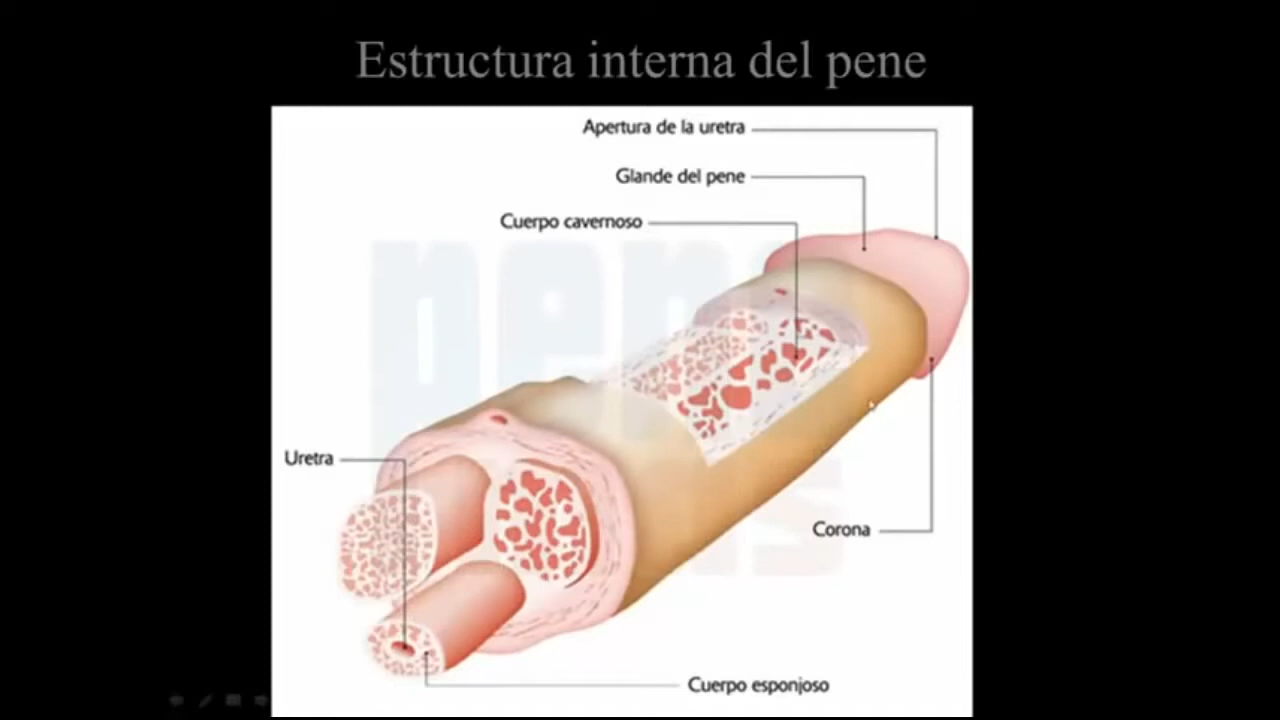 Estructura interna del pene
Apertura de la uretra
Glande del pene
Cuerpo cavernoso
Uretra
Corona
Cuerpo esponjoso